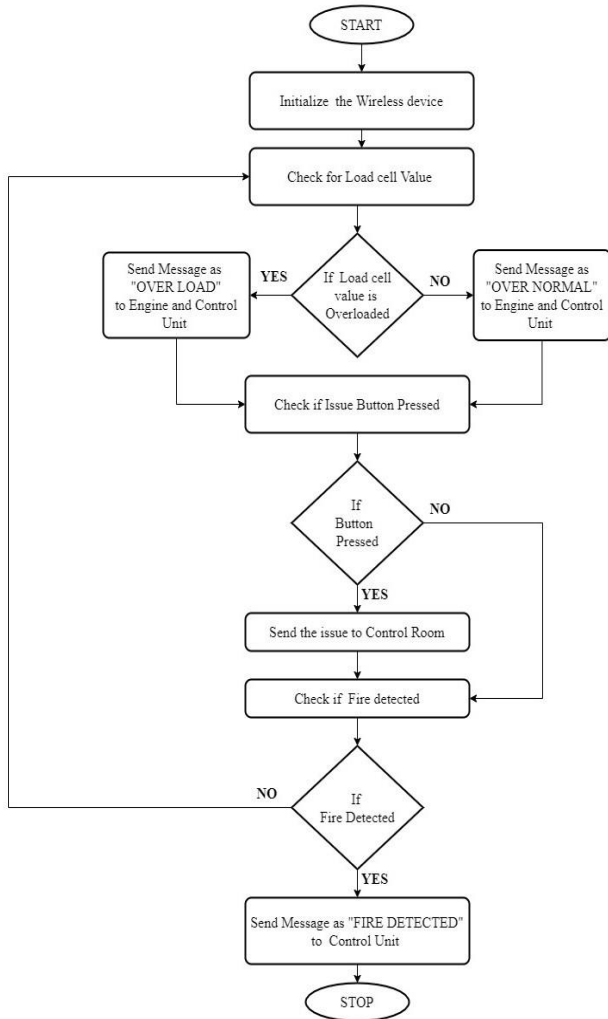 START
Initialize the Wireless device
Check for Load cell Value
Send Message as
"OVER LOAD"
to Engine and Control
Unit
YES
If Load cell
value is
Overloaded
NO
Send Message as
"OVER NORMAL"
to Engine and Control
Unit
Check if Issue Button Pressed
If
Button
Pressed
NO
YES
Send the issue to Control Room
Check if Fire detected
NO
If
Fire Detected
YES
Send Message as "FIRE DETECTED"
to Control Unit
STOP